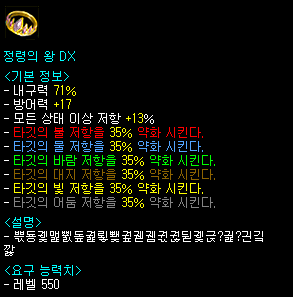 정령의 왕 DX
<기본 정보>
- 내구력 71%
- 방어력 +17
- 모든 상태 이상 저항 +13%
- 타깃의 불 저항을 35% 약화 시킨다.
- 타깃의 물 저항을 35% 약화 시킨다.
- 타깃의 바람 저항을 35% 약화 시킨다.
- 타깃의 대지 저항을 35% 약화 시킨다.
- 타깃의 빛 저항을 35% 약화 시킨다.
- 타깃의 어둠 저항을 35% 약화 시킨다.
<설명>
<요구 능력치>
- 레벨 550